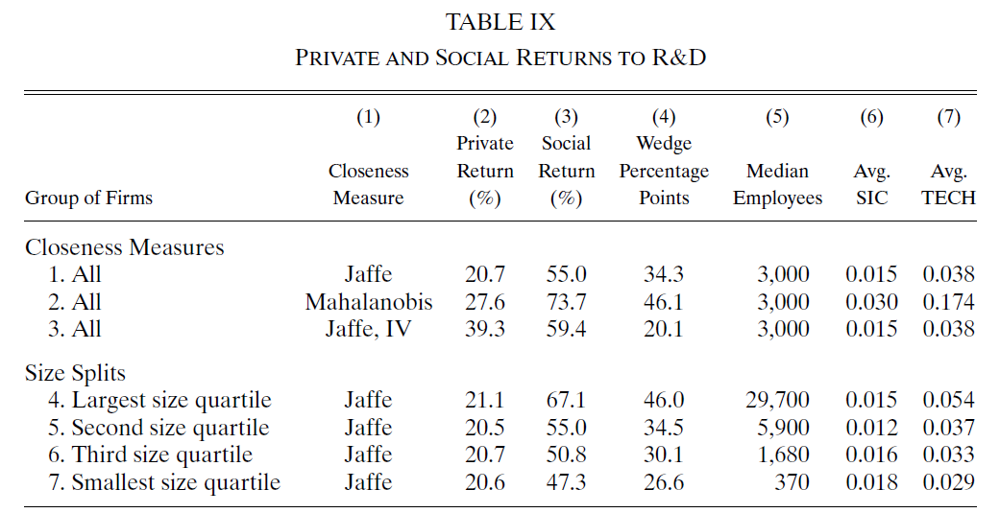 TABLE IX
PRIVATE AND SOCIAL RETURNS TO R&D
(1) (2) (3) (4) (5) (6) (7)
Private Social Wedge
Closeness Return Return Percentage Median Avg. Avg.
Group of Firms Measure (%) (%) Points Employees SIC TECH
Closeness Measures
1. All Jaffe 20.7 55.0 34.3 3,000 0.015 0.038
2. All Mahalanobis 27.6 73.7 46.1 3,000 0.030 0.174
3. All Jaffe, IV 39.3 59.4 20.1 3,000 0.015 0.038
Size Splits
4. Largest size quartile Jaffe 21.1 67.1 46.0 29,700 0.015 0.054
5. Second size quartile Jaffe 20.5 55.0 34.5 5,900 0.012 0.037
6. Third size quartile Jaffe 20.7 50.8 30.1 1,680 0.016 0.033
7. Smallest size quartile Jaffe 20.6 47.3 26.6 370 0.018 0.029